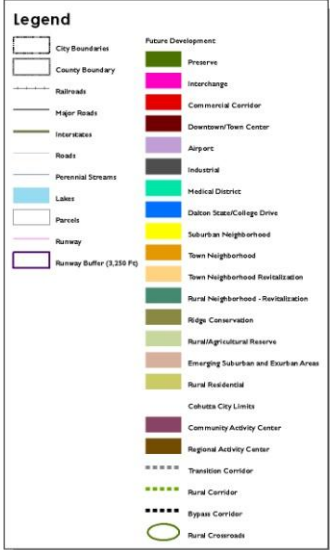 Legend
City Boundaries
County Boundary
Railroads
Major Roads
Interstates
Roads
Perennial Streams
Lakes
Parcels
Runway
Runway Buffer (3,250 Ft)
Future Development
Preserve
Interchange
Commercial Corridor
Downtown/Town Center
Airport
Industrial
Medical District
Dalton State/College Drive
Suburban Neighborhood
Town Neighborhood
Town Neighborhood Revitalization
Rural Neighborhood - Revitalization
Ridge Conservation
Rural/Agricultural Reserve
Emerging Suburban and Exurban Areas
Rural Residential
Cohutta City Limits
Community Activity Center
Regional Activity Center
Transition Corridor
Rural Corridor
Bypass Corridor
Rural Crossroads